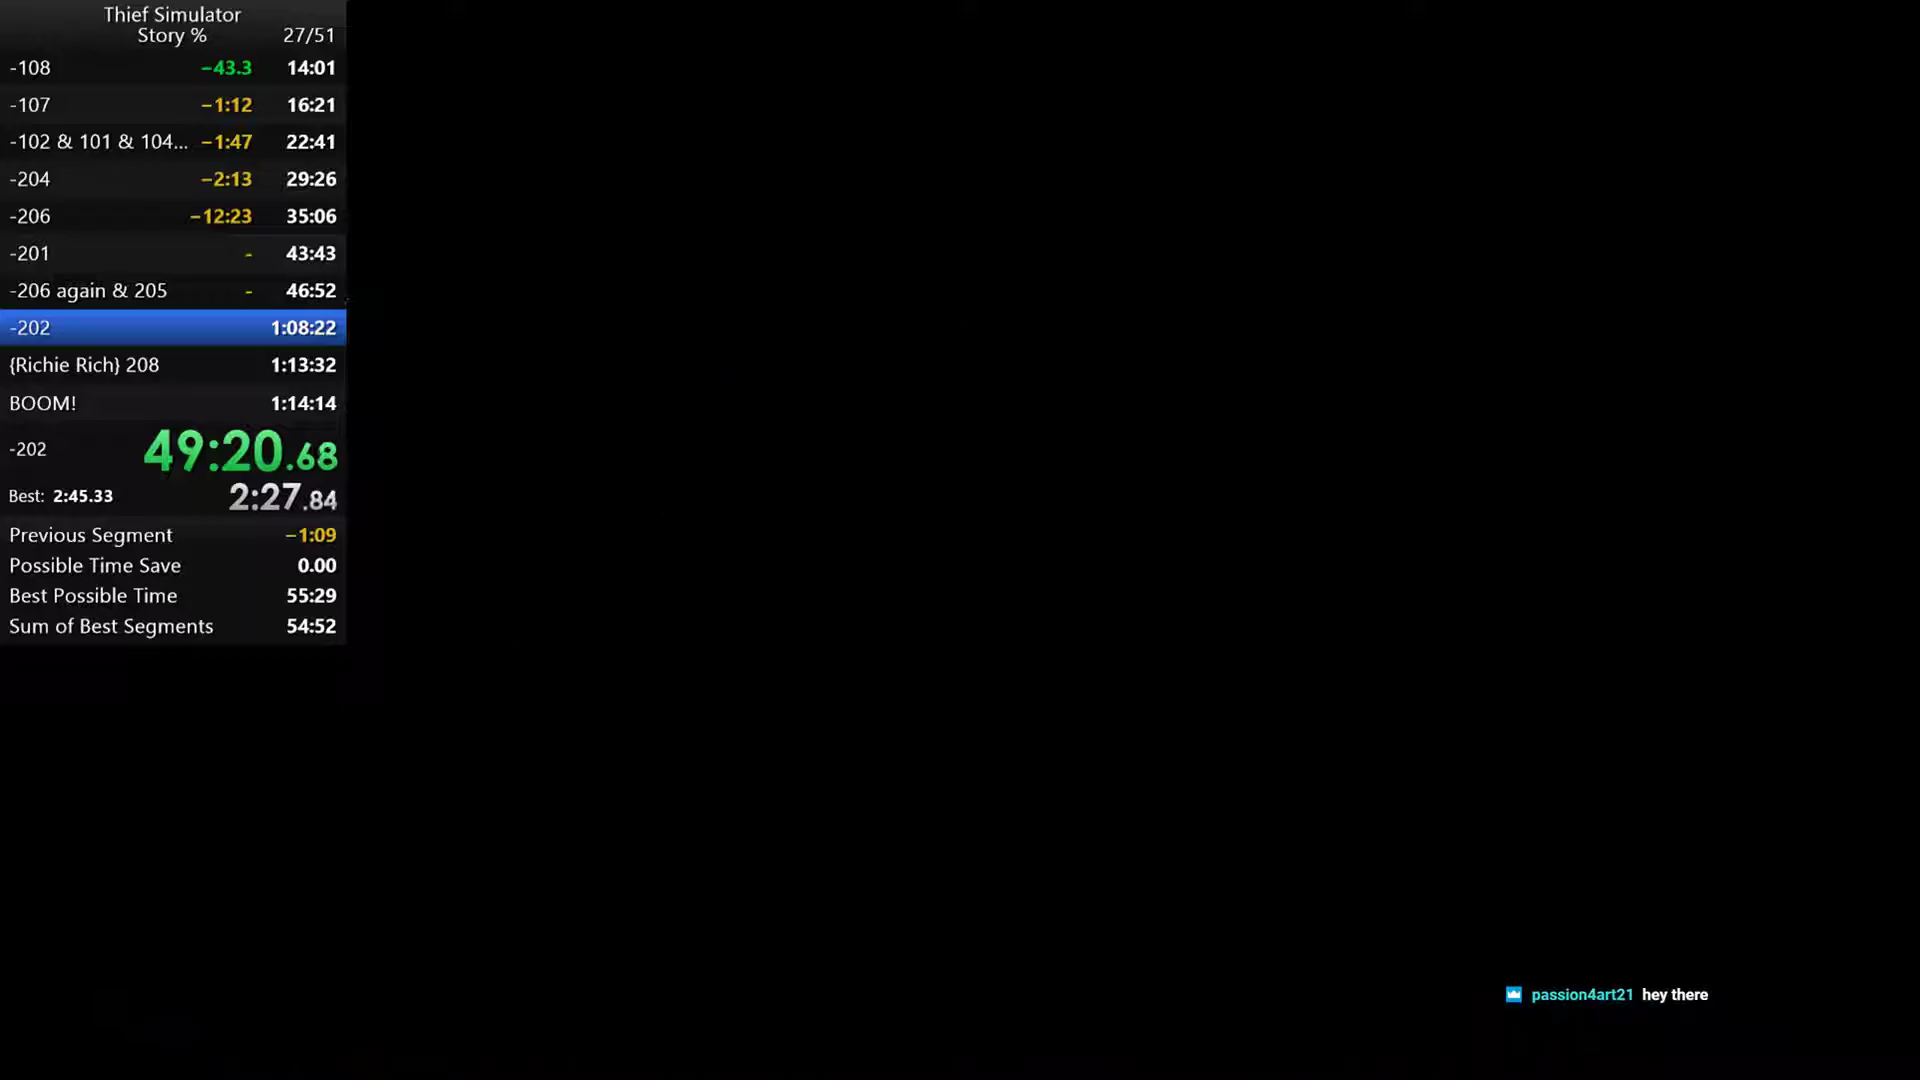 Thief Simulator
Story % 27/51
-108 −43.3 14:01
-107 −1:12 16:21
-102 & 101 & 104... −1:47 22:41
-204 −2:13 29:26
-206 −12:23 35:06
-201 - 43:43
-206 again & 205 - 46:52
-202 1:08:22
{Richie Rich} 208 1:13:32
BOOM! 1:14:14
-202 49:20.68
Best: 2:45.33 2:27.84
Previous Segment −1:09
Possible Time Save 0.00
Best Possible Time 55:29
Sum of Best Segments 54:52
passion4art21 hey there